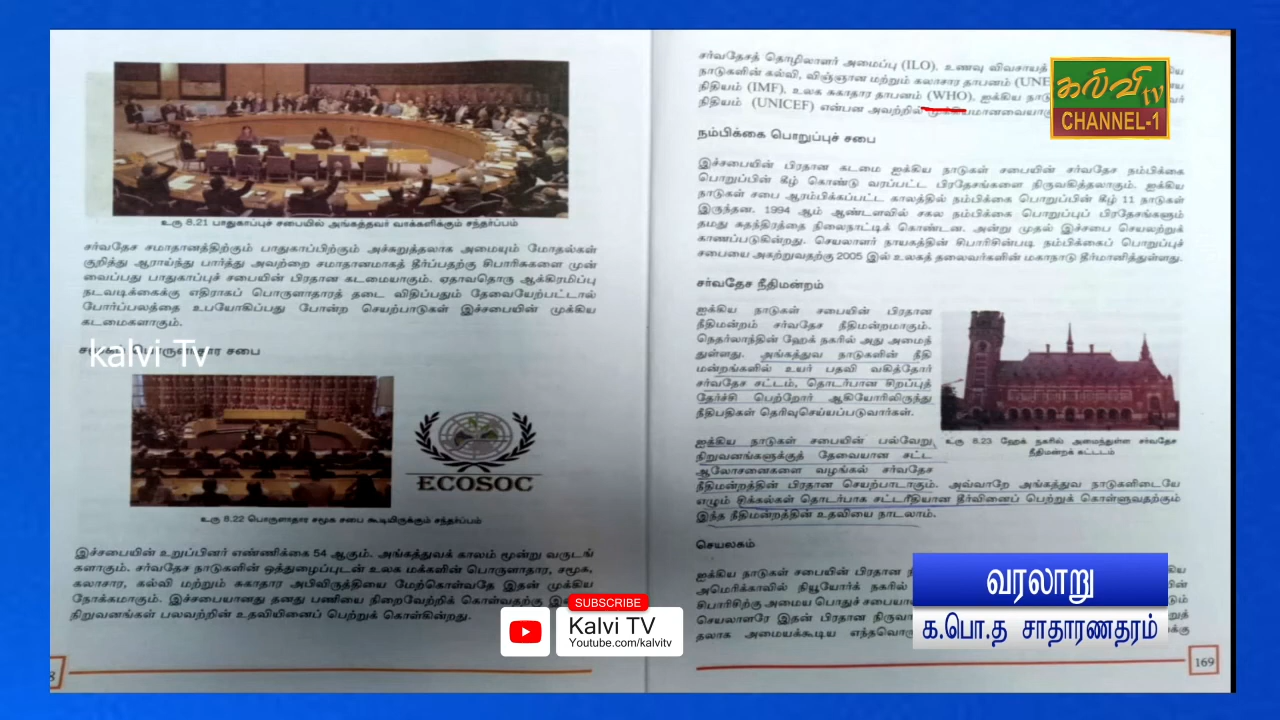 உரு 8.21 பாதுகாப்புச் சபையில் அங்கத்தவர் வாக்களிக்கும் சந்தர்ப்பம்
சர்வதேச சமாதானத்திற்கும் பாதுகாப்பிற்கும் அச்சுறுத்தலாக அமையும் மோதல்கள்
குறித்து ஆராய்ந்து பார்த்து அவற்றை சமாதானமாகத் தீர்ப்பதற்கு சிபாரிசுகளை முன்
வைப்பது பாதுகாப்புச் சபையின் பிரதான கடமையாகும். ஏதாவதொரு ஆக்கிரமிப்பு
நடவடிக்கைக்கு எதிராகப் பொருளாதாரத் தடை விதிப்பதும் தேவையேற்பட்டால்
போர்ப்பலத்தை உபயோகிப்பது போன்ற செயற்பாடுகள் இச்சபையின் முக்கிய
கடமைகளாகும்.
பொருளாதார சபை
kalvi Tv
ECOSOC
உரு 8.22 பொருளாதார சமூக சபை கூடியிருக்கும் சந்தர்ப்பம்
இச்சபையின் உறுப்பினர் எண்ணிக்கை 54 ஆகும். அங்கத்துவக் காலம் மூன்று வருடங்
களாகும். சர்வதேச நாடுகளின் ஒத்துழைப்புடன் உலக மக்களின் பொருளாதார, சமூக,
கலாசார, கல்வி மற்றும் சுகாதார அபிவிருத்தியை மேற்கொள்வதே இதன் முக்கிய
நோக்கமாகும். இச்சபையானது தனது பணியை நிறைவேற்றிக் கொள்வதற்கு
நிறுவனங்கள் பலவற்றின் உதவியினைப் பெற்றுக் கொள்கின்றது.
சர்வதேசத் தொழிலாளர் அமைப்பு (ILO), உணவு விவசாயத்
நாடுகளின் கல்வி, விஞ்ஞான மற்றும் கலாசார தாபனம் (UNE
நிதியம் (IMF), உலக சுகாதார தாபனம் (WHO), ஐக்கிய
நிதியம் (UNICEF) என்பன அவற்றில் முக்கியமானவையாகு
நம்பிக்கை பொறுப்புச் சபை
இச்சபையின் பிரதான கடமை ஐக்கிய நாடுகள் சபையின் சர்வதேச நம்பிக்கை
பொறுப்பின் கீழ் கொண்டு வரப்பட்ட பிரதேசங்களை நிருவகித்தலாகும். ஐக்கிய
நாடுகள் சபை ஆரம்பிக்கப்பட்ட காலத்தில் நம்பிக்கை பொறுப்பின் கீழ் 11 நாடுகள்
இருந்தன. 1994 ஆம் ஆண்டளவில் சகல நம்பிக்கை பொறுப்புப் பிரதேசங்களும்
தமது சுதந்திரத்தை நிலைநாட்டிக் கொண்டன. அன்று முதல் இச்சபை செயலற்றுக்
காணப்படுகின்றது. செயலாளர் நாயகத்தின் சிபாரிசின்படி நம்பிக்கைப் பொறுப்புச்
சபையை அகற்றுவதற்கு 2005 இல் உலகத் தலைவர்களின் மகாநாடு தீர்மானித்துள்ளது.
சர்வதேச நீதிமன்றம்
ஐக்கிய நாடுகள் சபையின் பிரதான
நீதிமன்றம் சர்வதேச நீதிமன்றமாகும்.
நெதர்லாந்தின் ஹேக் நகரில் அது அமைந்
துள்ளது. அங்கத்துவ நாடுகளின் நீதி
மன்றங்களில் உயர் பதவி வகித்தோர்
சர்வதேச சட்டம், தொடர்பான சிறப்புத்
தேர்ச்சி பெற்றோர் ஆகியோரிலிருந்து
நீதிபதிகள் தெரிவுசெய்யப்படுவார்கள்.
உரு 8.23 ஹேக் நகரில் அமைந்துள்ள சர்வதேச
நீதிமன்றக் கட்டடம்
ஐக்கிய நாடுகள் சபையின் பல்வேறு
நிறுவனங்களுக்குத் தேவையான சட்ட
ஆலோசனைகளை வழங்கல் சர்வதேச
நீதிமன்றத்தின் பிரதான செயற்பாடாகும். அவ்வாறே அங்கத்துவ நாடுகளிடையே
எழும் சிக்கல்கள் தொடர்பாக சட்டரீதியான தீர்வினைப் பெற்றுக் கொள்ளுவதற்கும்
இந்த நீதிமன்றத்தின் உதவியை நாடலாம்.
செயலகம்
ஐக்கிய நாடுகள் சபையின் பிரதான
அமெரிக்காவில் நியூயோர்க் நகரில்
சிபாரிசிற்கு அமைய பொதுச் சபையா
செயலாளரே இதன் பிரதான நிருவா
தலாக அமையக்கூடிய எந்தவொரு
169
கல்வி tv
CHANNEL-1
வரலாறு
க.பொ.த சாதாரணதரம்
SUBSCRIBE
Kalvi TV
Youtube.com/kalvitv